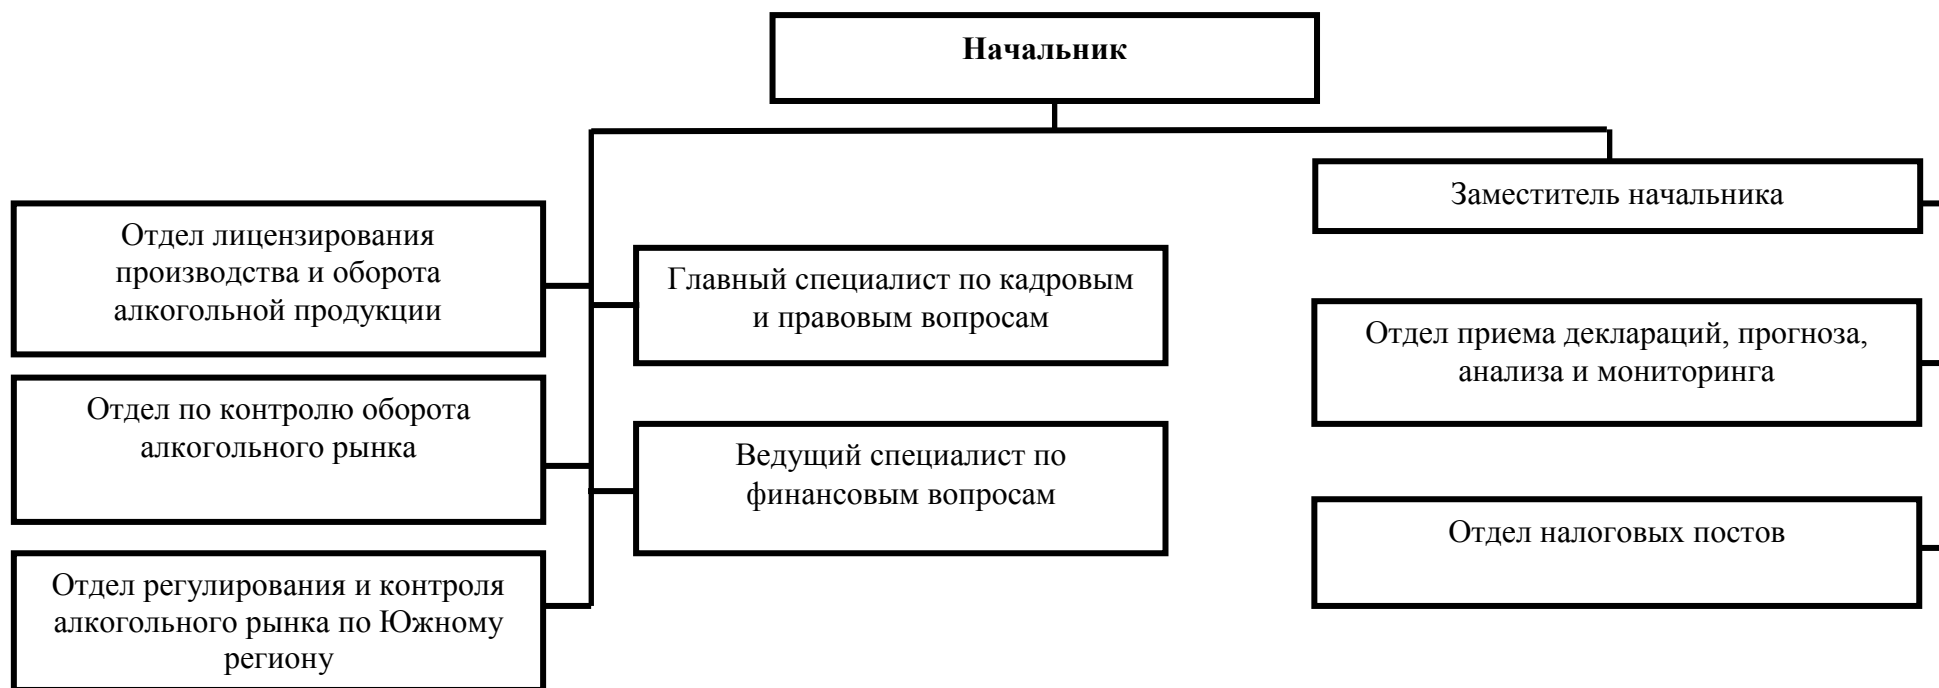 Начальник
Заместитель начальника
Отдел лицензирования
производства и оборота
алкогольной продукции
Главный специалист по кадровым
и правовым вопросам
Отдел приема деклараций, прогноза,
анализа и мониторинга
Отдел по контролю оборота
алкогольного рынка
Ведущий специалист по
финансовым вопросам
Отдел налоговых постов
Отдел регулирования и контроля
алкогольного рынка по Южному
региону